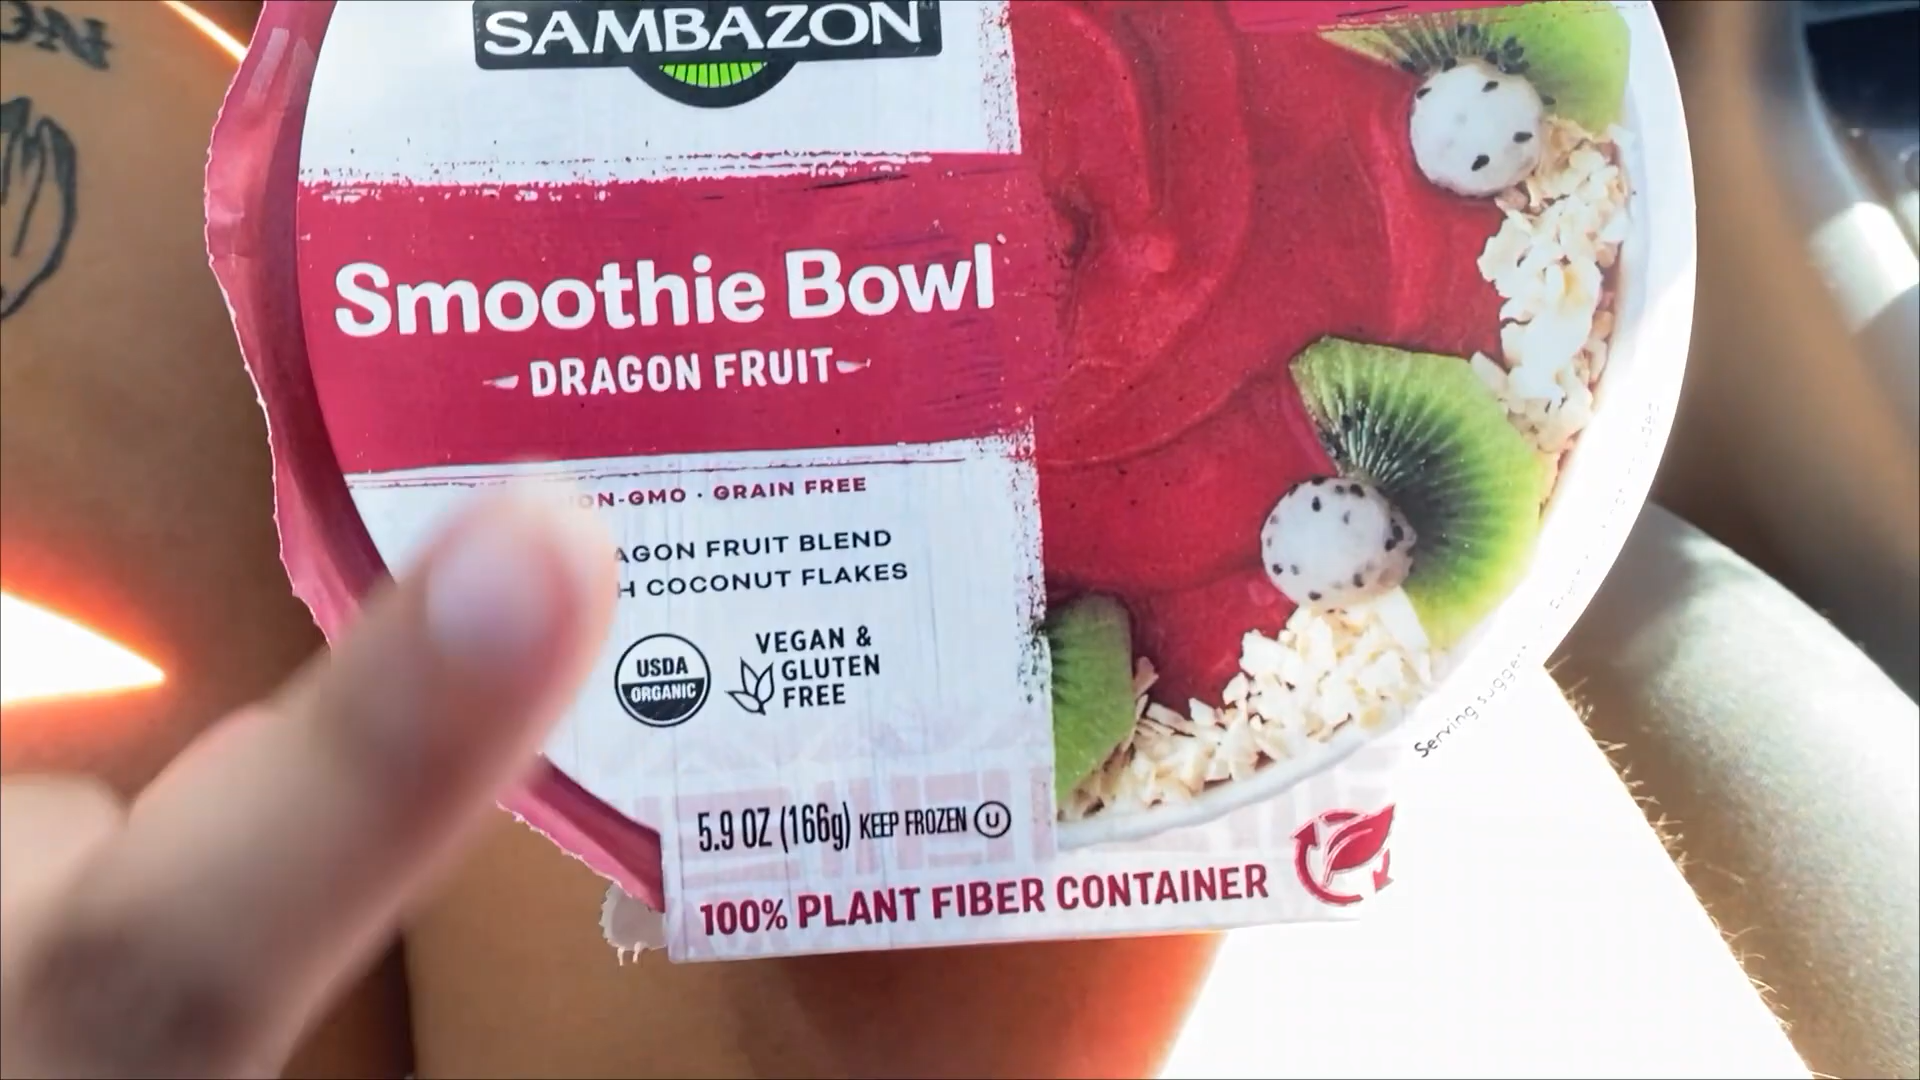 SAMBAZON
Smoothie Bowl
DRAGON FRUIT
ON-GMO · GRAIN FREE
AGON FRUIT BLEND
H COCONUT FLAKES
USDA
ORGANIC
VEGAN &
GLUTEN
FREE
5.9 OZ (166g) KEEP FROZEN U
100% PLANT FIBER CONTAINER
Serving